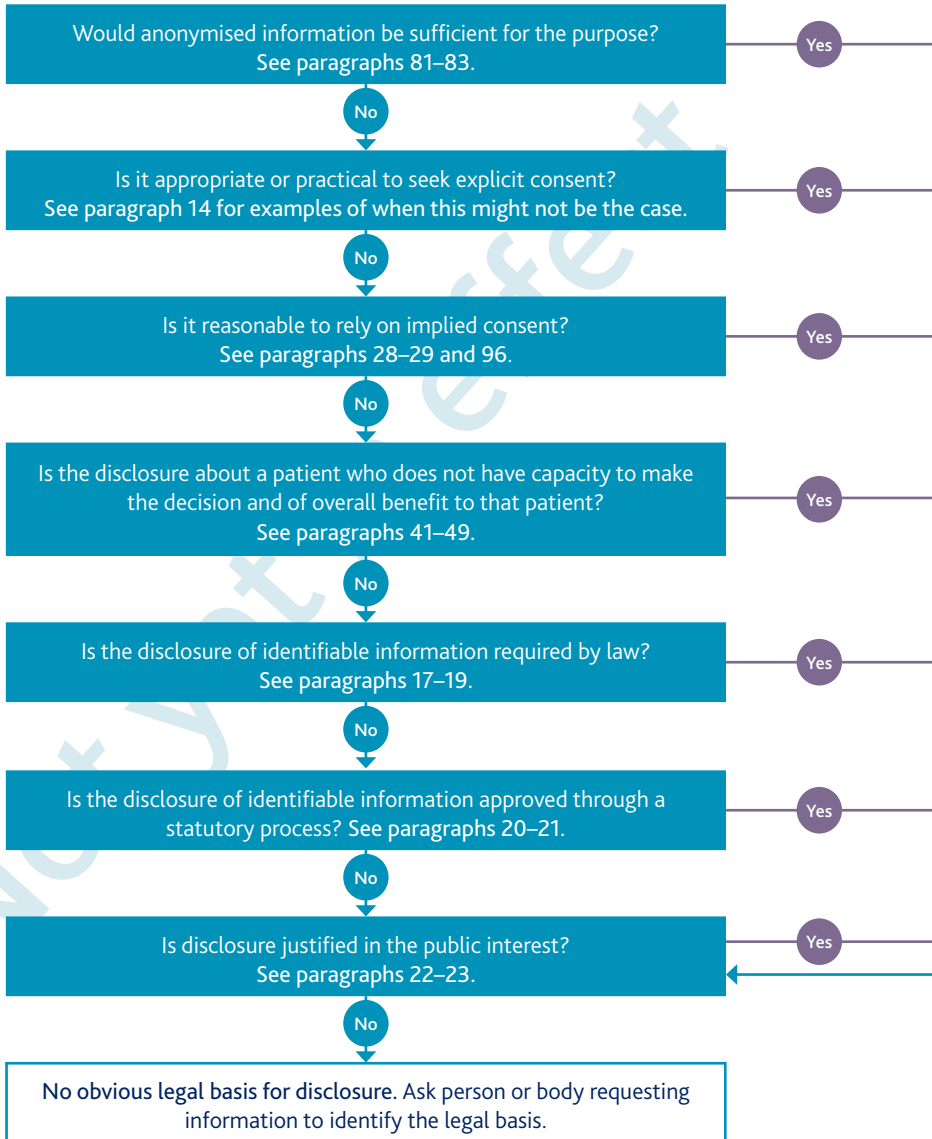 Would anonymised information be sufficient for the purpose?
See paragraphs 81–83.
Yes
No
Is it appropriate or practical to seek explicit consent?
See paragraph 14 for examples of when this might not be the case.
Yes
No
Is it reasonable to rely on implied consent?
See paragraphs 28–29 and 96.
Yes
No
Is the disclosure about a patient who does not have capacity to make
the decision and of overall benefit to that patient?
See paragraphs 41–49.
Yes
No
Is the disclosure of identifiable information required by law?
See paragraphs 17–19.
Yes
No
Is the disclosure of identifiable information approved through a
statutory process? See paragraphs 20–21.
Yes
No
Is disclosure justified in the public interest?
See paragraphs 22–23.
Yes
No
No obvious legal basis for disclosure. Ask person or body requesting
information to identify the legal basis.